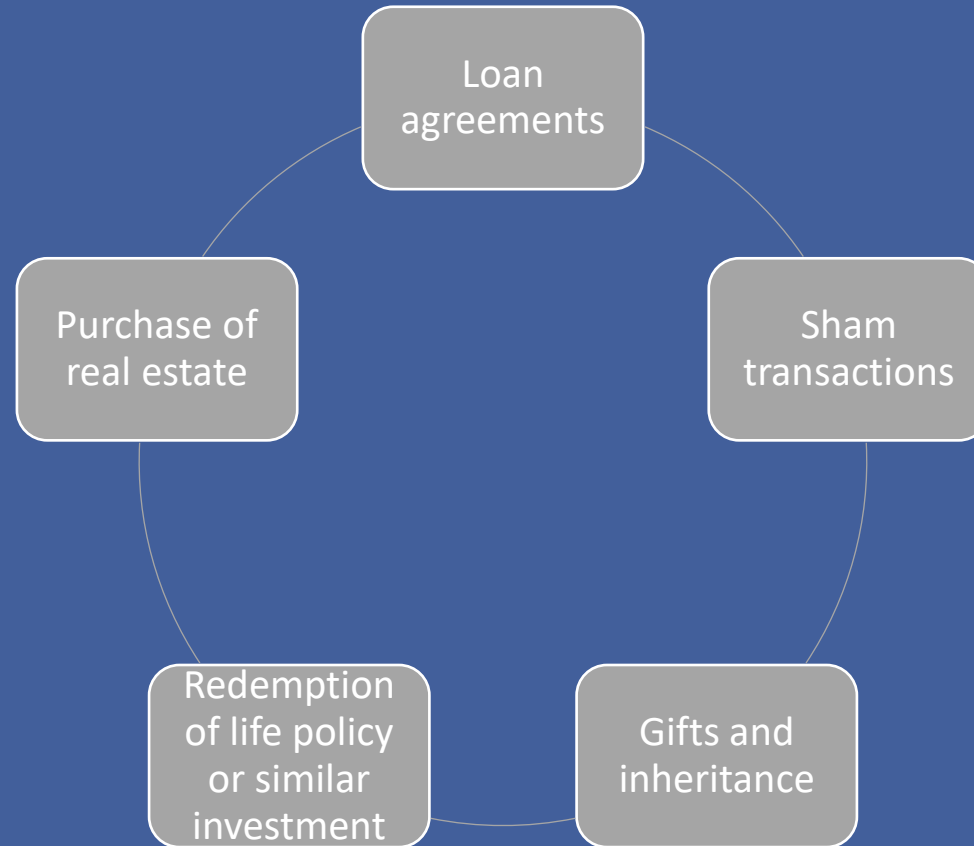 Loan
agreements
Sham
transactions
Gifts and
inheritance
Redemption
of life policy
or similar
investment
Purchase of
real estate